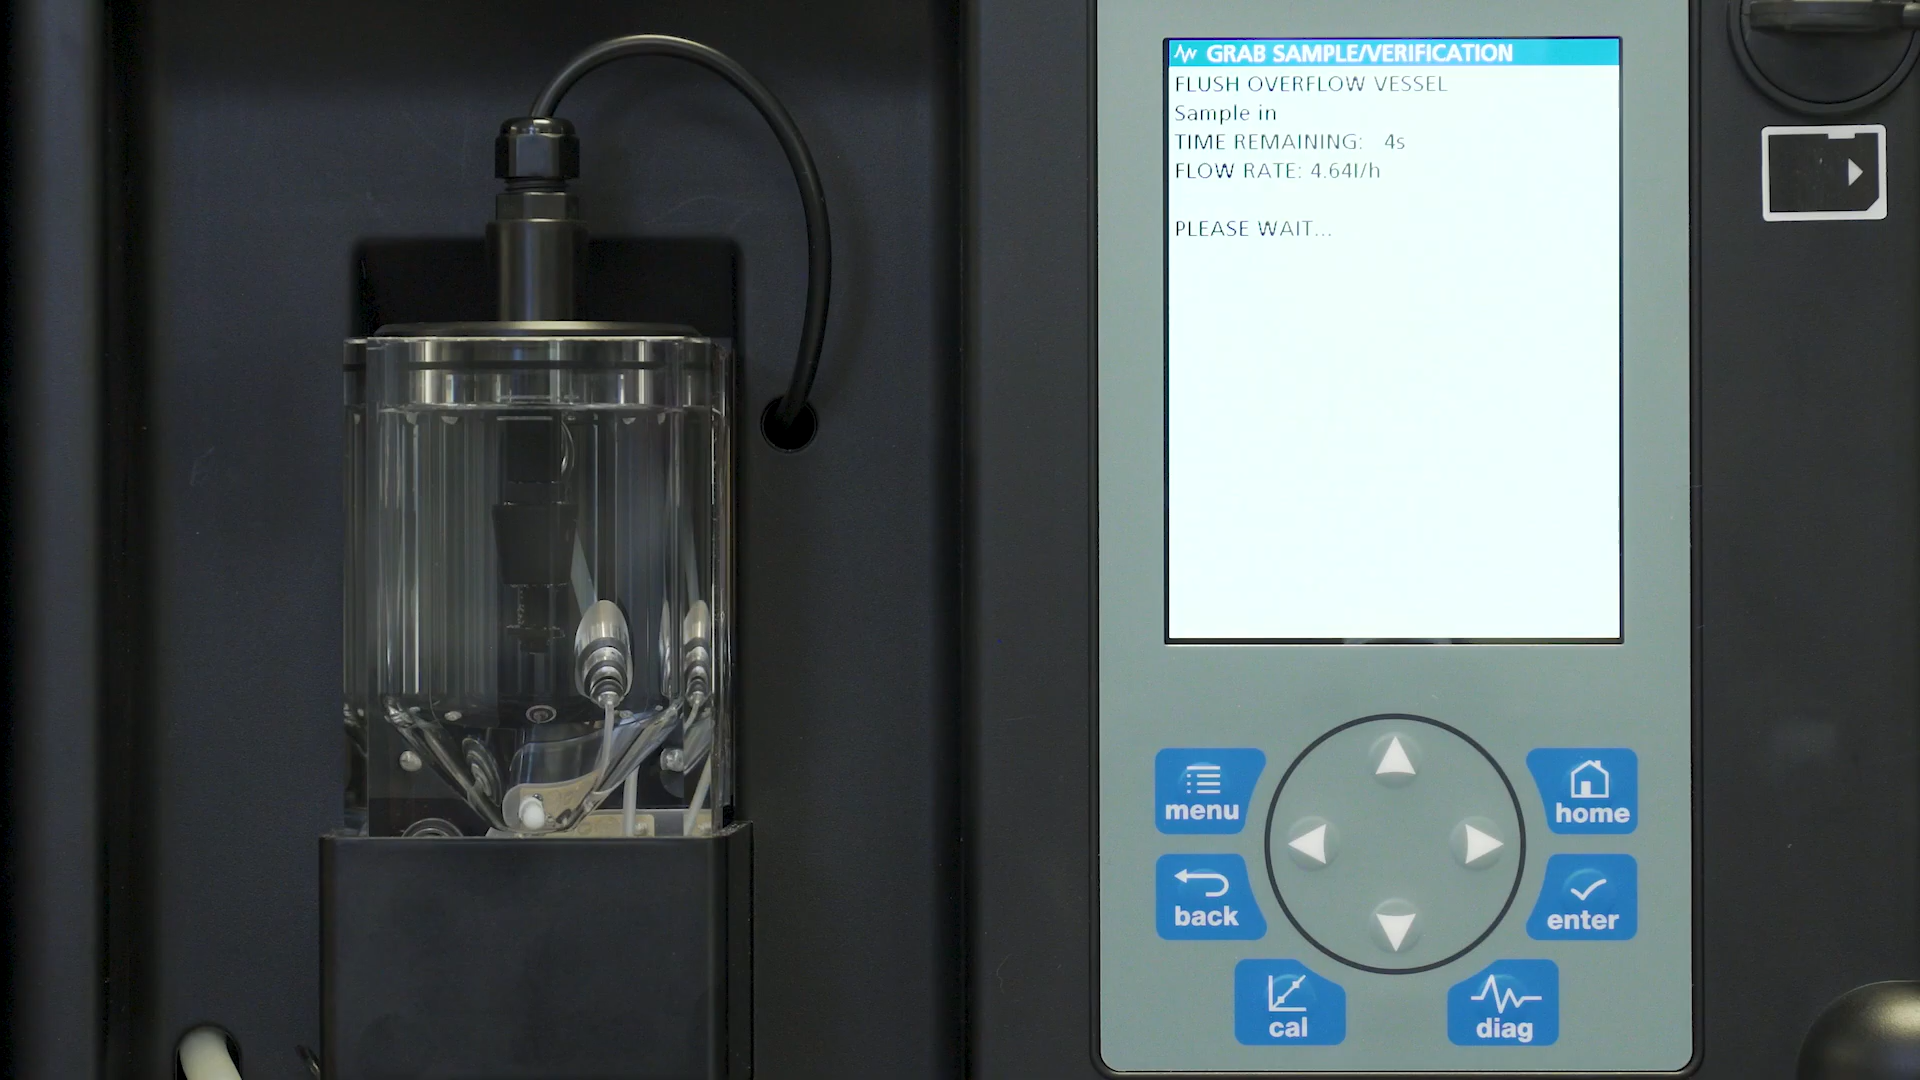 GRAB SAMPLE/VERIFICATION
FLUSH OVERFLOW VESSEL
Sample in
TIME REMAINING: 4s
FLOW RATE: 4.64l/h
PLEASE WAIT...
menu
home
back
enter
cal
diag